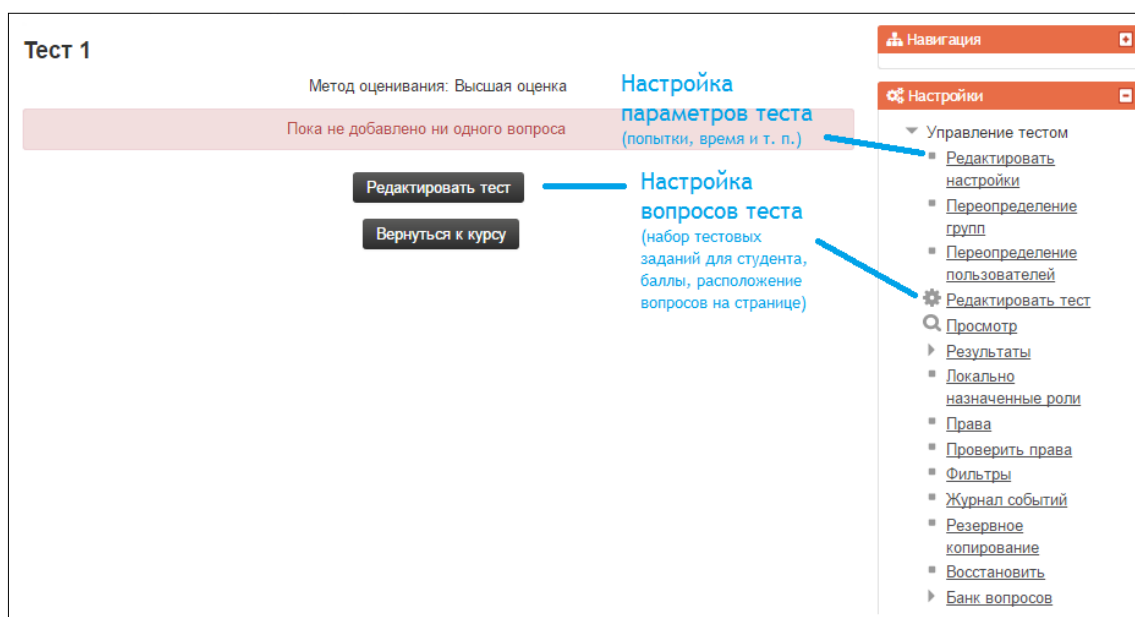 Тест 1
Метод оценивания: Высшая оценка
Пока не добавлено ни одного вопроса
Редактировать тест
Вернуться к курсу
Настройка
параметров теста
(попытки, время и т. п.)
Настройка
вопросов теста
(набор тестовых
заданий для студента,
баллы, расположение
вопросов на странице)
Навигация
Настройки
Управление тестом
Редактировать
настройки
Переопределение
групп
Переопределение
пользователей
Редактировать тест
Просмотр
Результаты
Локально
назначенные роли
Права
Проверить права
Фильтры
Журнал событий
Резервное
копирование
Восстановить
Банк вопросов